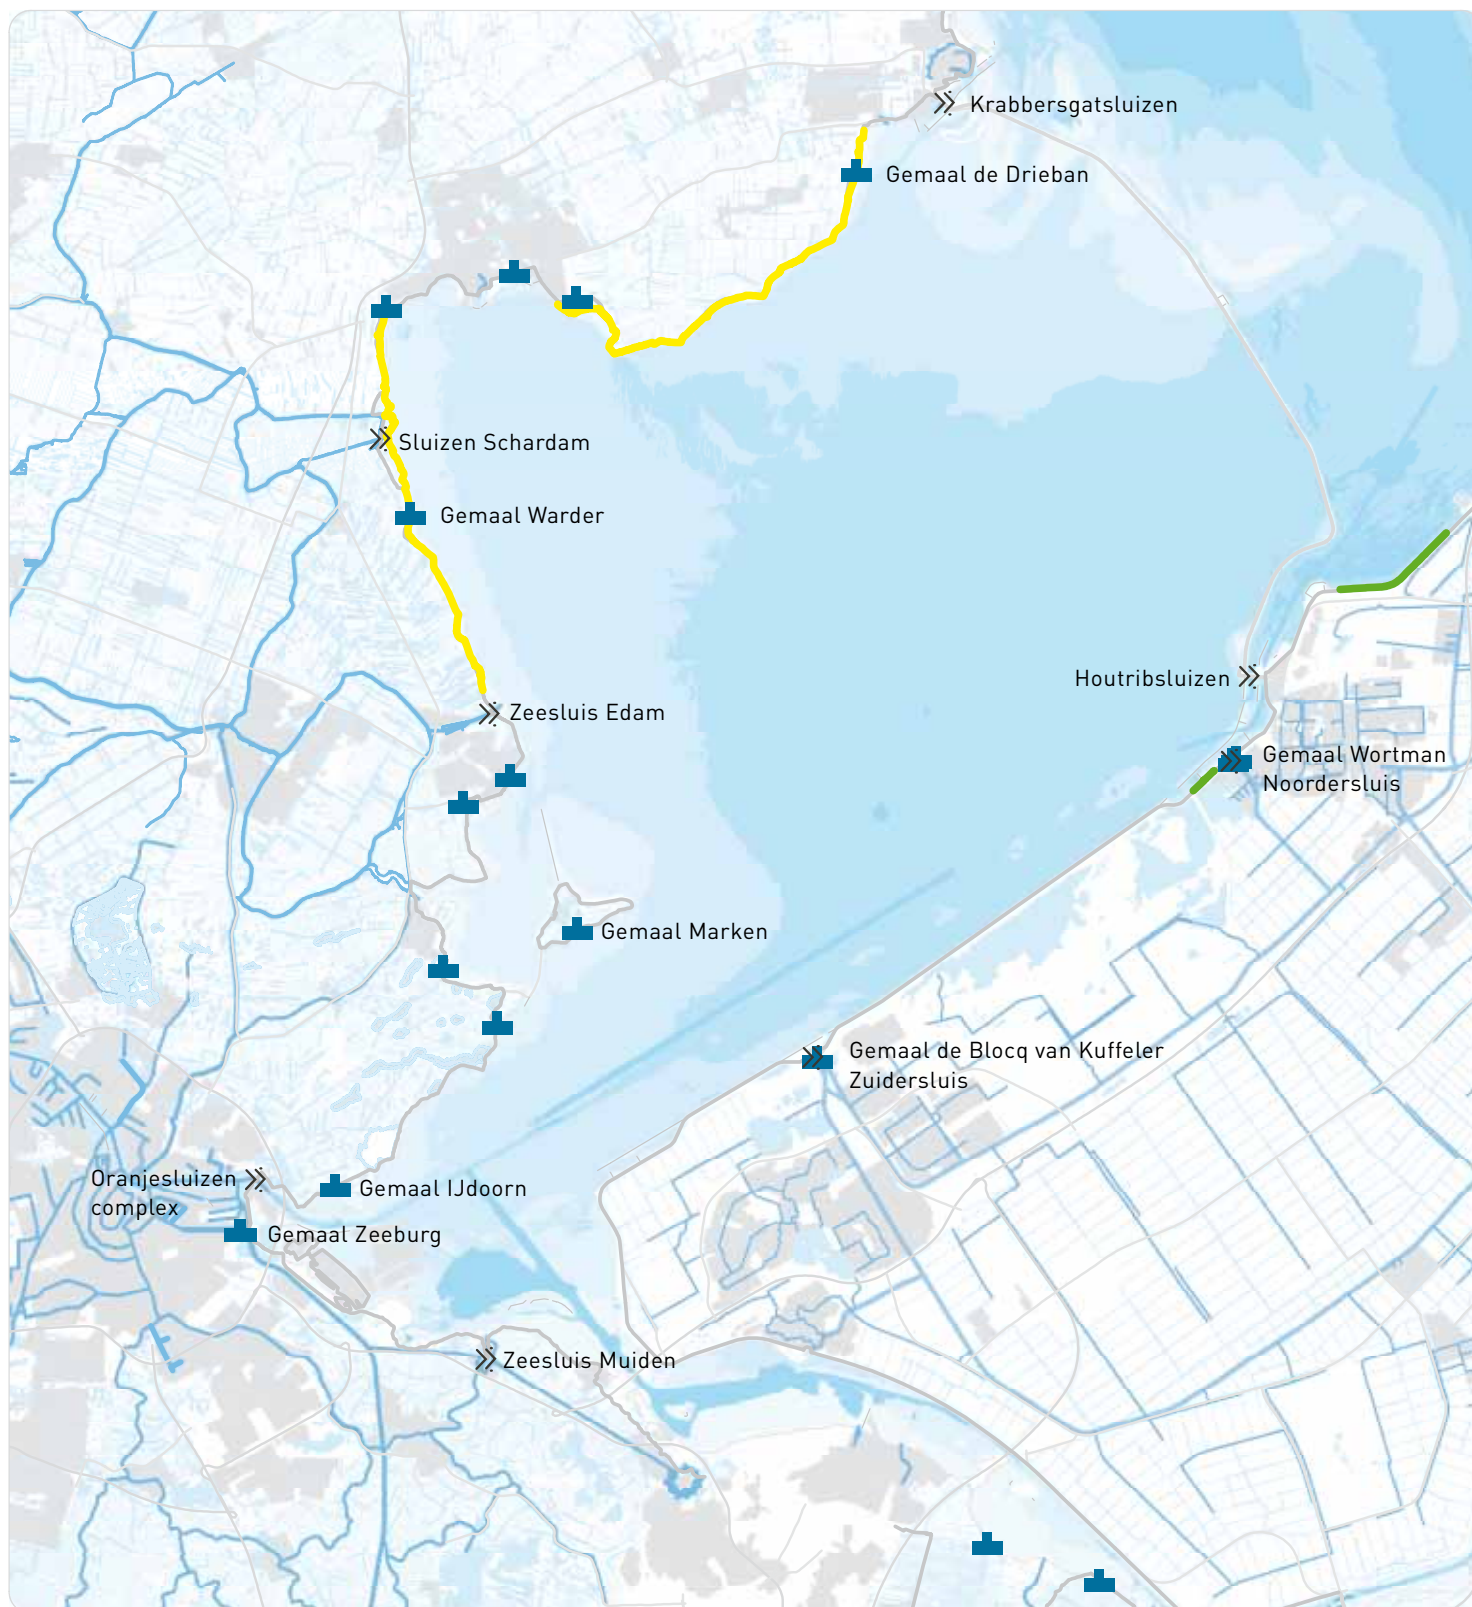 Krabbersgatsluizen
Gemaal de Drieban
Sluizen Schardam
Gemaal Warder
Houtribsluizen
Zeesluis Edam
Gemaal Wortman
Noordersluis
Gemaal Marken
Gemaal de Blocq van Kuffeler
Zuidersluis
Oranjesluizen
complex
Gemaal IJdoorn
Gemaal Zeeburg
Zeesluis Muiden